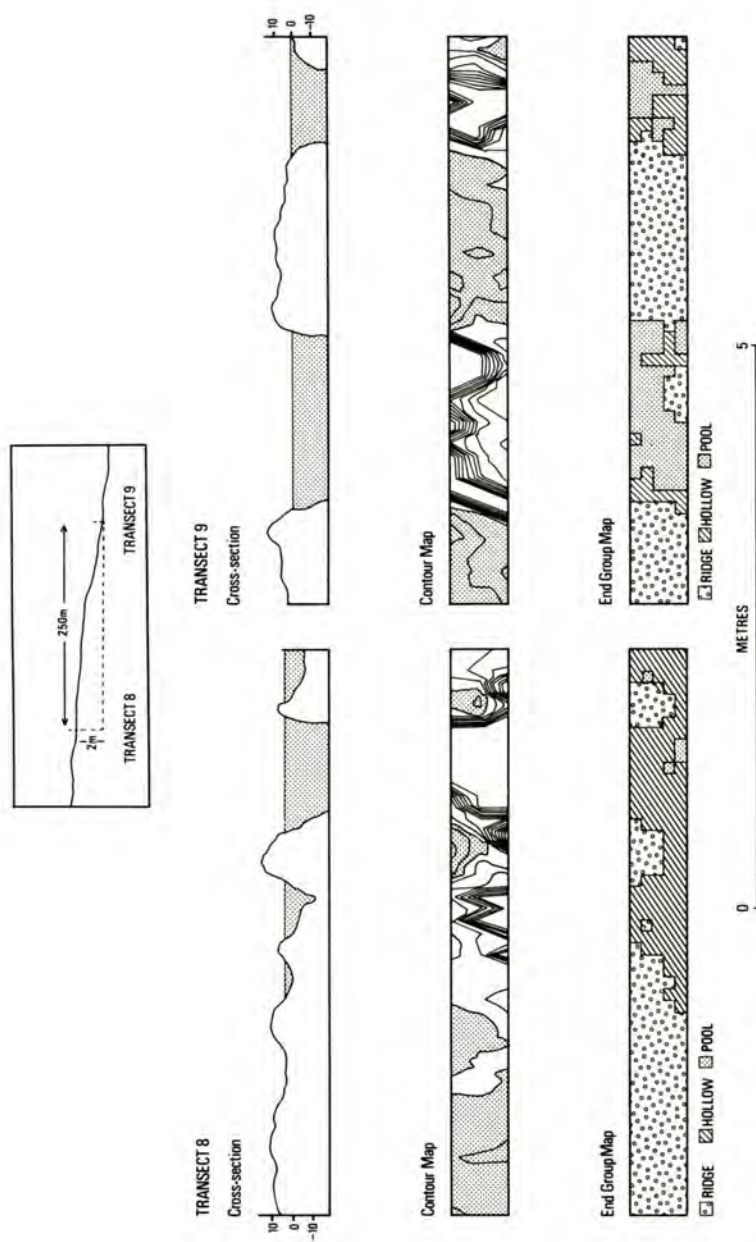 250m
2m
TRANSECT 8
TRANSECT 9
TRANSECT 8
Cross-section
10
0
-10
Contour Map
End Group Map
RIDGE HOLLOW POOL
TRANSECT 9
Cross-section
10
0
-10
Contour Map
End Group Map
RIDGE HOLLOW POOL
0
5
METRES